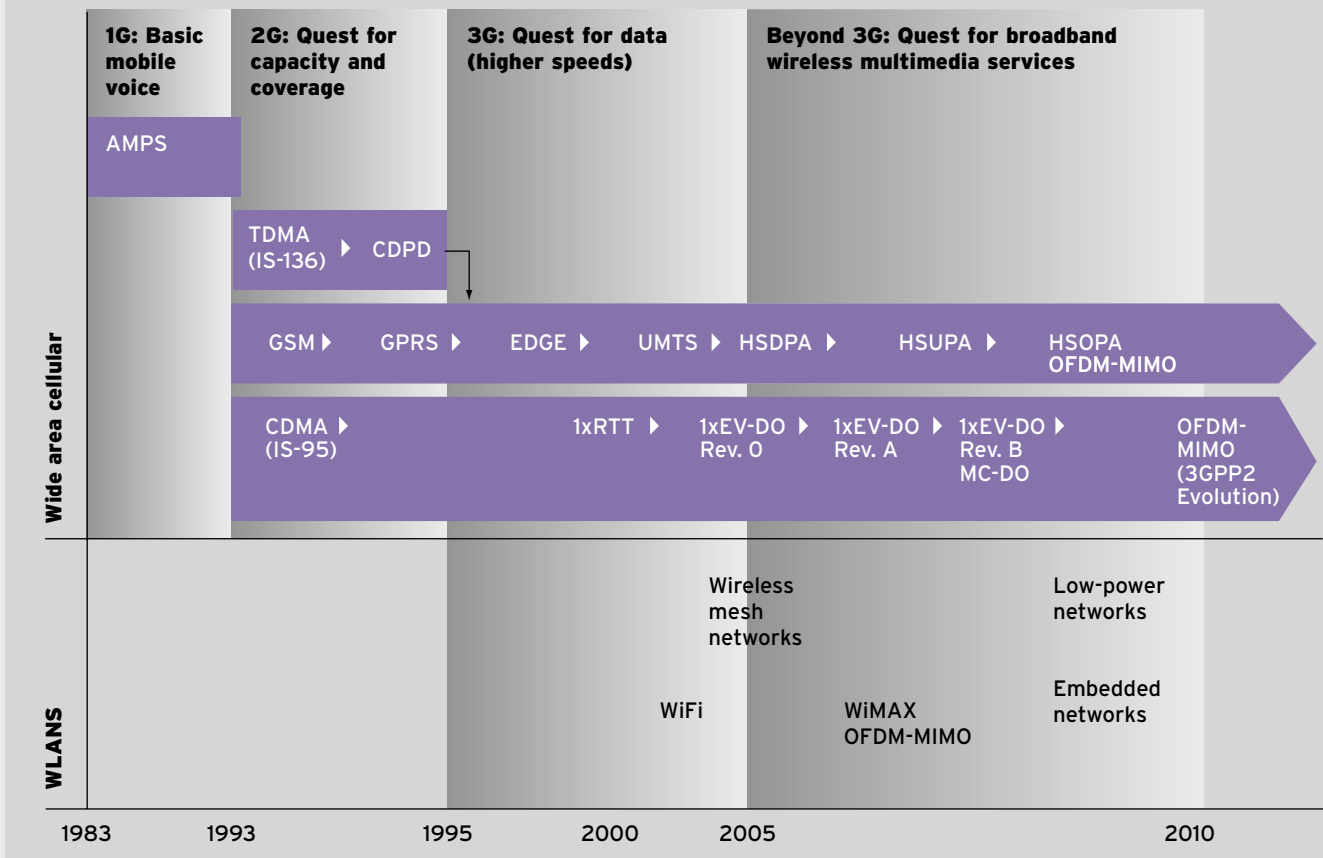 1G: Basic
mobile
voice
2G: Quest for
capacity and
coverage
3G: Quest for data
(higher speeds)
Beyond 3G: Quest for broadband
wireless multimedia services
Wide area cellular
AMPS
TDMA
(IS-136)
CDPD
GSM
GPRS
EDGE
UMTS
HSDPA
HSUPA
HSOPA
OFDM-MIMO
CDMA
(IS-95)
1xRTT
1xEV-DO
Rev. 0
1xEV-DO
Rev. A
1xEV-DO
Rev. B
MC-DO
OFDM-
MIMO
(3GPP2
Evolution)
WLANS
Wireless
mesh
networks
Low-power
networks
WiFi
WiMAX
OFDM-MIMO
Embedded
networks
1983
1993
1995
2000
2005
2010